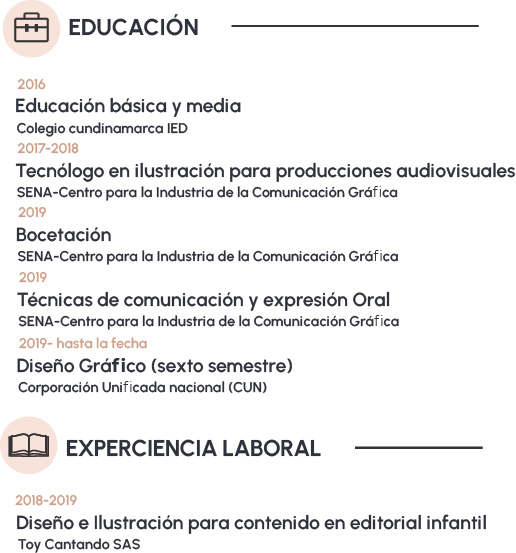 EDUCACIÓN
2016
Educación básica y media
Colegio cundinamarca IED
2017-2018
Tecnólogo en ilustración para producciones audiovisuales
SENA-Centro para la Industria de la Comunicación Gráfica
2019
Bocetación
SENA-Centro para la Industria de la Comunicación Gráfica
2019
Técnicas de comunicación y expresión Oral
SENA-Centro para la Industria de la Comunicación Gráfica
2019- hasta la fecha
Diseño Gráfico (sexto semestre)
Corporación Unificada nacional (CUN)
EXPERCIENCIA LABORAL
2018-2019
Diseño e Ilustración para contenido en editorial infantil
Toy Cantando SAS